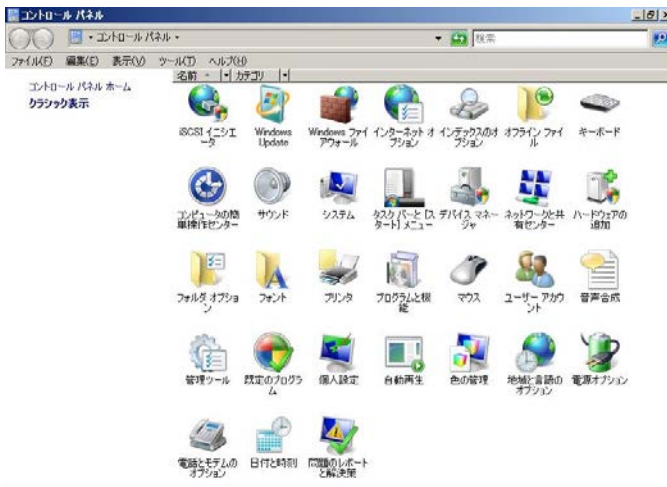 コントロール パネル
コントロール パネル
検索
ファイル(F) 編集(E) 表示(V) ツール(T) ヘルプ(H)
名前 カテゴリ
コントロール パネル ホーム
クラシック表示
iSCSI イニシエ
ータ
Windows
Update
Windows ファイ
アウォール
インターネット オ
プション
インデックスのオ
プション
オフライン ファイ
ル
キーボード
コンピュータの簡
単操作センター
サウンド
システム
タスク バーと [ス
タート] メニュー
デバイス マネー
ジャ
ネットワークと共
有センター
ハードウェアの
追加
フォルダ オプショ
ン
フォント
プリンタ
プログラムと機
能
マウス
ユーザー アカウ
ント
音声合成
管理ツール
既定のプログラ
ム
個人設定
自動再生
色の管理
地域と言語の
オプション
電源オプション
電話とモデムの
オプション
日付と時刻
問題のレポート
と解決策